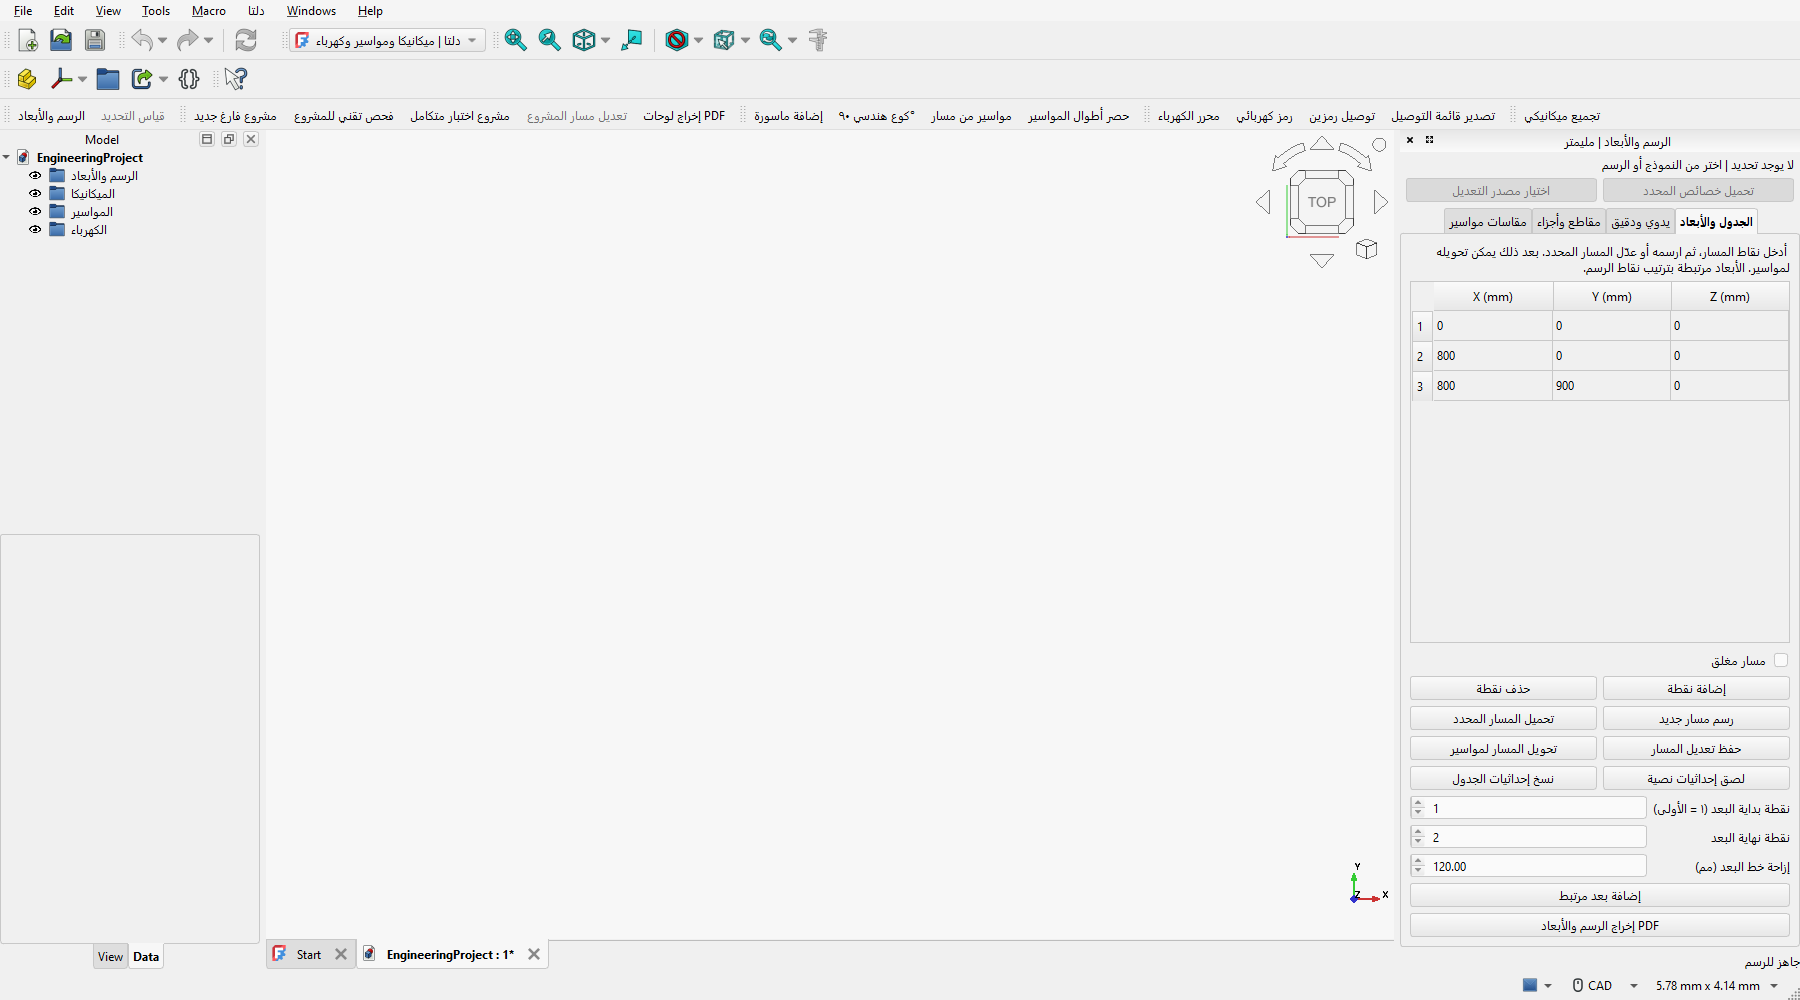 File Edit View Tools Macro دلتا Windows Help
دلتا | ميكانيكا ومواسير وكهرباء
الرسم والأبعاد قياس التحديد مشروع فارغ جديد فحص تقني للمشروع مشروع اختبار متكامل تعديل مسار المشروع إخراج لوحات PDF إضافة ماسورة كوع هندسي ٩٠° مواسير من مسار حصر أطوال المواسير محرر الكهرباء رمز كهربائي توصيل رمزين تصدير قائمة التوصيل تجميع ميكانيكي
Model
EngineeringProject
الرسم والأبعاد
الميكانيكا
المواسير
الكهرباء
View Data
TOP
Y
Z X
Start EngineeringProject : 1*
الرسم والأبعاد | مليمتر
لا يوجد تحديد | اختر من النموذج أو الرسم
تحميل خصائص المحدد
اختيار مصدر التعديل
الجدول والأبعاد يدوي ودقيق مقاطع وأجزاء مقاسات مواسير
أدخل نقاط المسار، ثم ارسمه أو عدّل المسار المحدد. بعد ذلك يمكن تحويله
لمواسير. الأبعاد مرتبطة بترتيب نقاط الرسم.
X (mm) Y (mm) Z (mm)
1 0 0 0
2 800 0 0
3 800 900 0
مسار مغلق
إضافة نقطة
حذف نقطة
رسم مسار جديد
تحميل المسار المحدد
حفظ تعديل المسار
تحويل المسار لمواسير
لصق إحداثيات نصية
نسخ إحداثيات الجدول
نقطة بداية البعد (١ = الأولى) 1
نقطة نهاية البعد 2
إزاحة خط البعد (مم) 120.00
إضافة بعد مرتبط
إخراج الرسم والأبعاد PDF
جاهز للرسم
CAD 5.78 mm x 4.14 mm